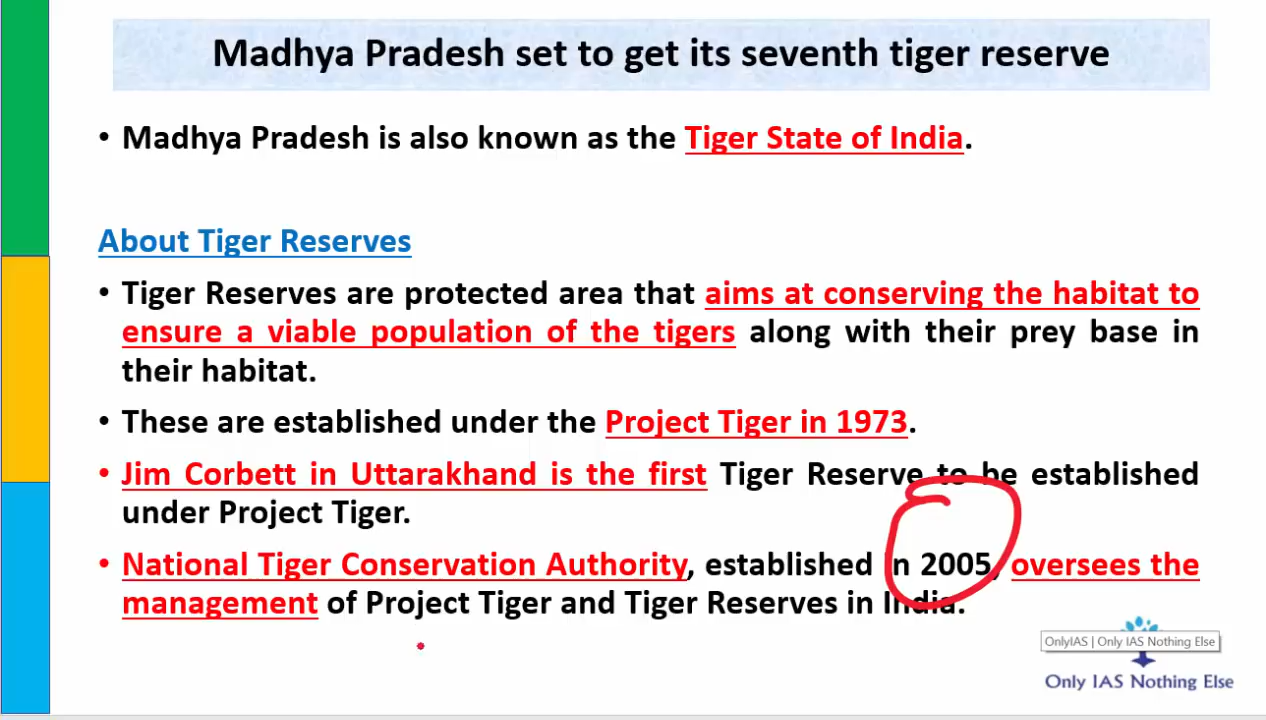 Madhya Pradesh set to get its seventh tiger reserve
• Madhya Pradesh is also known as the Tiger State of India.
About Tiger Reserves
• Tiger Reserves are protected area that aims at conserving the habitat to
ensure a viable population of the tigers along with their prey base in
their habitat.
• These are established under the Project Tiger in 1973.
• Jim Corbett in Uttarakhand is the first Tiger Reserve to be established
under Project Tiger.
• National Tiger Conservation Authority, established in 2005, oversees the
management of Project Tiger and Tiger Reserves in India.
OnlyIAS | Only IAS Nothing Else
Only IAS Nothing Else